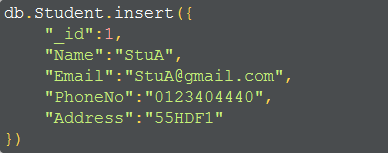 db.Student.insert({
    "_id":1,
    "Name":"StuA",
    "Email":"StuA@gmail.com",
    "PhoneNo":"0123404440",
    "Address":"55HDF1"
})